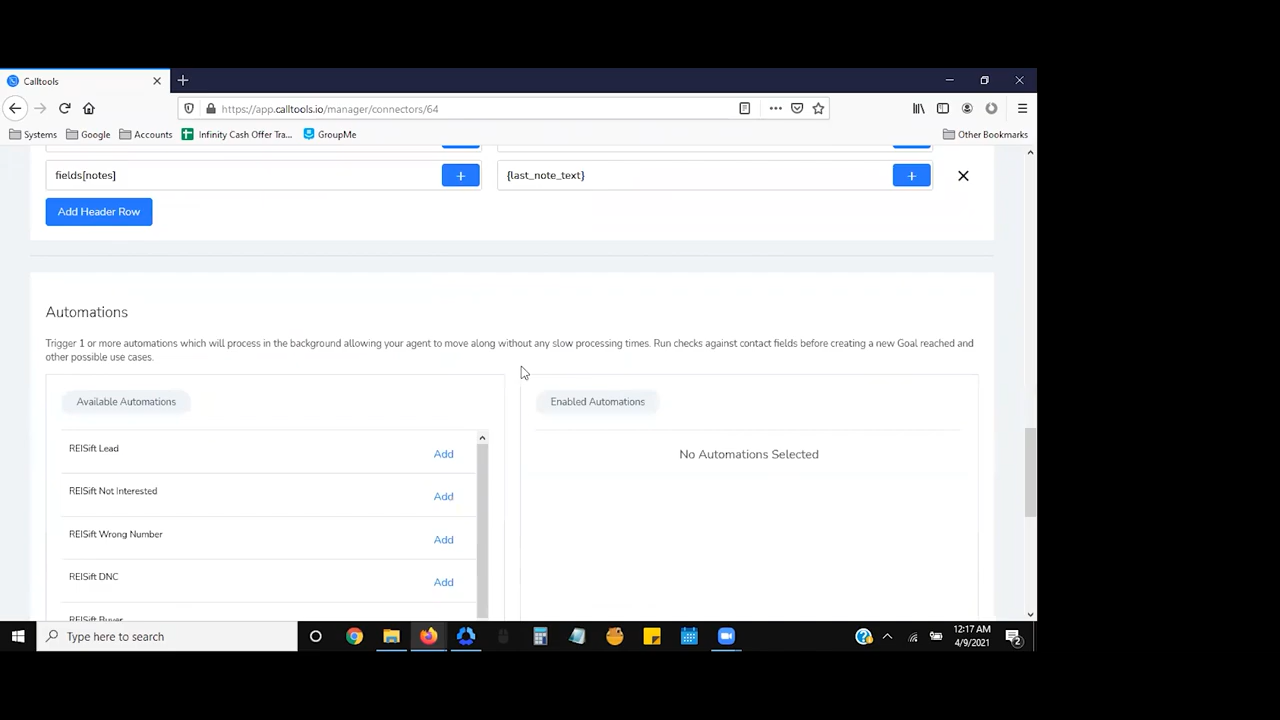 Calltools
https://app.calltools.io/manager/connectors/64
Systems
Google
Accounts
Infinity Cash Offer Tra...
GroupMe
Other Bookmarks
fields[notes]
+
{last_note_text}
+
Add Header Row
Automations
Trigger 1 or more automations which will process in the background allowing your agent to move along without any slow processing times. Run checks against contact fields before creating a new Goal reached and
other possible use cases.
Available Automations
Enabled Automations
REISift Lead
Add
No Automations Selected
REISift Not Interested
Add
REISift Wrong Number
Add
REISift DNC
Add
REISift Buyer
Type here to search
12:17 AM
4/9/2021
2